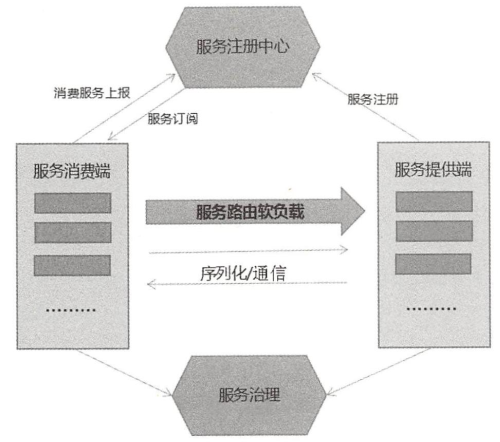 服务注册中心
消费服务上报
服务订阅
服务注册
服务消费端
服务提供端
服务路由软负载
序列化/通信
.........
.........
服务治理